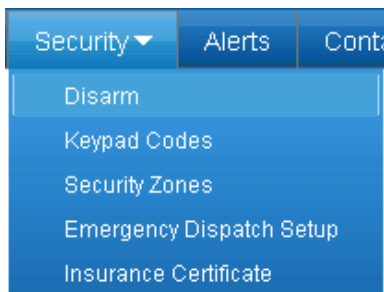 Security Alerts
Disarm
Keypad Codes
Security Zones
Emergency Dispatch Setup
Insurance Certificate